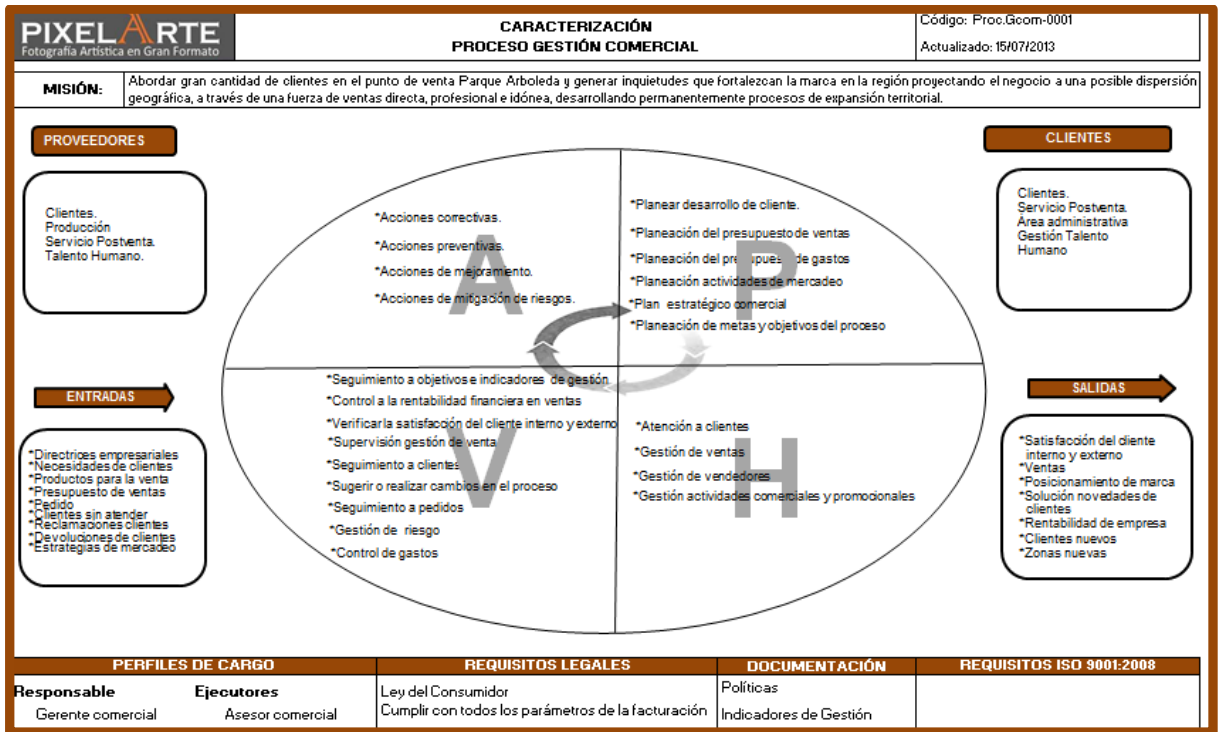 PIXELARTE
Fotografía Artística en Gran Formato
CARACTERIZACIÓN
PROCESO GESTIÓN COMERCIAL
Código: Proc.Gcom-0001
Actualizado: 15/07/2013
MISIÓN:
Abordar gran cantidad de clientes en el punto de venta Parque Arboleda y generar inquietudes que fortalezcan la marca en la región proyectando el negocio a una posible dispersión
geográfica, a través de una fuerza de ventas directa, profesional e idónea, desarrollando permanentemente procesos de expansión territorial.
PROVEEDORES
Clientes.
Producción
Servicio Postventa.
Talento Humano.
ENTRADAS
*Directrices empresariales
*Necesidades de clientes
*Productos para la venta
*Presupuesto de ventas
*Pedido
*Clientes sin atender
*Reclamaciones clientes
*Devoluciones de clientes
*Estrategias de mercadeo
A
*Acciones correctivas.
*Acciones preventivas.
*Acciones de mejoramiento.
*Acciones de mitigación de riesgos.
P
*Planear desarrollo de cliente.
*Planeación del presupuesto de ventas
*Planeación del presupuesto de gastos
*Planeación actividades de mercadeo
*Plan estratégico comercial
*Planeación de metas y objetivos del proceso
V
*Seguimiento a objetivos e indicadores de gestión
*Control a la rentabilidad financiera en ventas
*Verificar la satisfacción del cliente interno y externo
*Supervisión gestión de venta
*Seguimiento a clientes
*Sugerir o realizar cambios en el proceso
*Seguimiento a pedidos
*Gestión de riesgo
*Control de gastos
H
*Atención a clientes
*Gestión de ventas
*Gestión de vendedores
*Gestión actividades comerciales y promocionales
CLIENTES
Clientes.
Servicio Postventa.
Área administrativa
Gestión Talento
Humano
SALIDAS
*Satisfacción del cliente
interno y externo
*Ventas
*Posicionamiento de marca
*Solución novedades de
clientes
*Rentabilidad de empresa
*Clientes nuevos
*Zonas nuevas
PERFILES DE CARGO
Responsable Ejecutores
Gerente comercial Asesor comercial
REQUISITOS LEGALES
Ley del Consumidor
Cumplir con todos los parámetros de la facturación
DOCUMENTACIÓN
Políticas
Indicadores de Gestión
REQUISITOS ISO 9001:2008